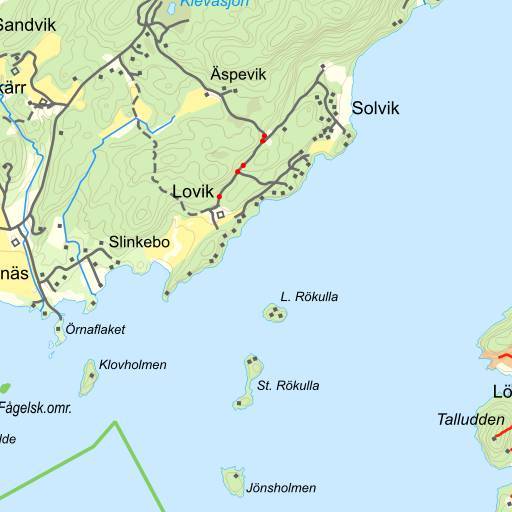 Klevasjön
Sandvik
Äspevik
kärr
Solvik
Lovik
Slinkebo
näs
L. Rökulla
Örnaflaket
Klovholmen
St. Rökulla
Lö
Fågelsk.omr.
Talludden
lde
Jönsholmen